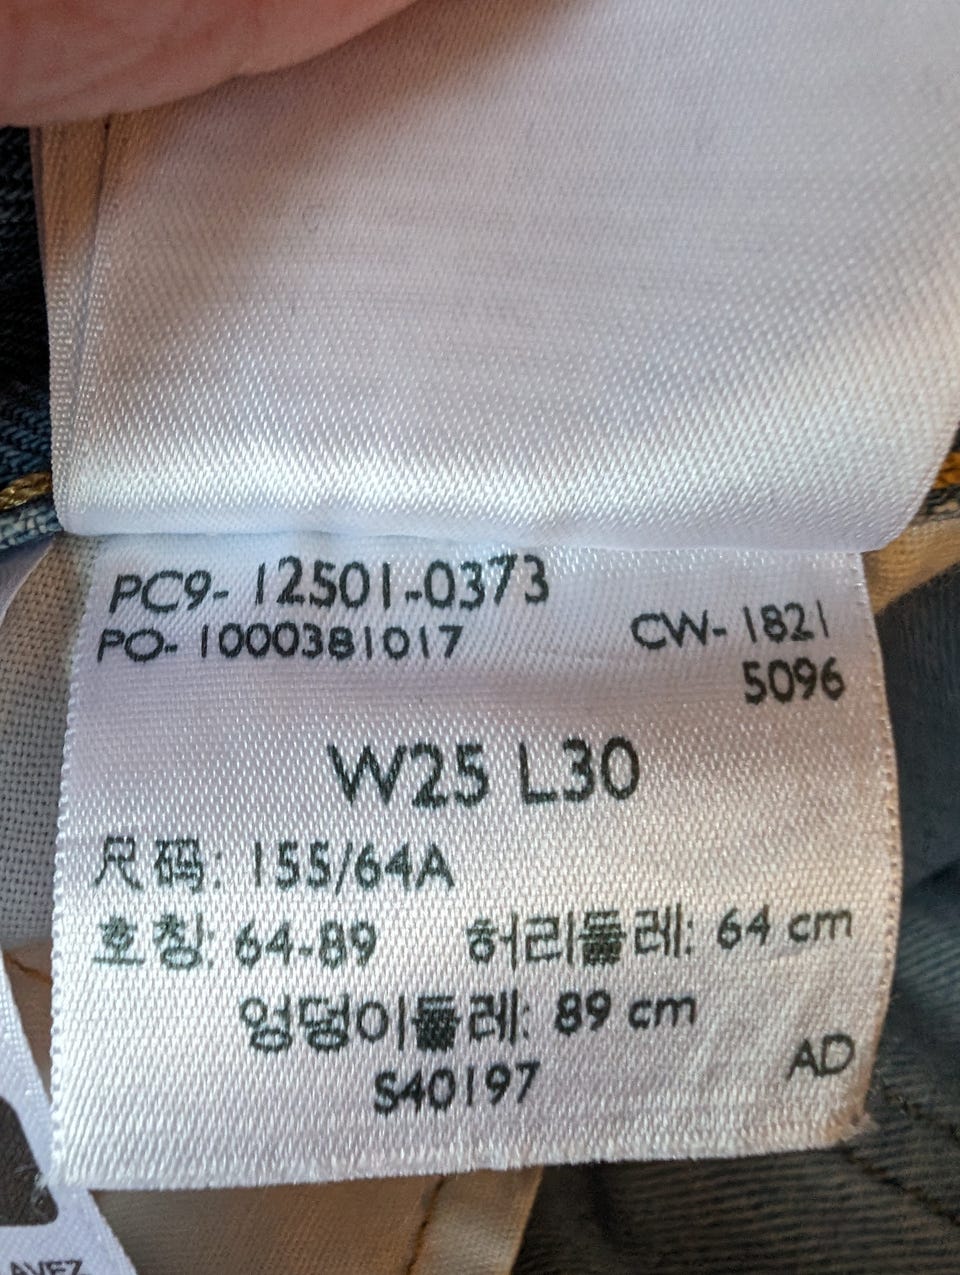 PC9- 12501-0373
PO- 1000381017
CW- 1821
5096
W25 L30
尺码: 155/64A
호칭: 64-89 허리둘레: 64 cm
엉덩이둘레: 89 cm
S40197
AD